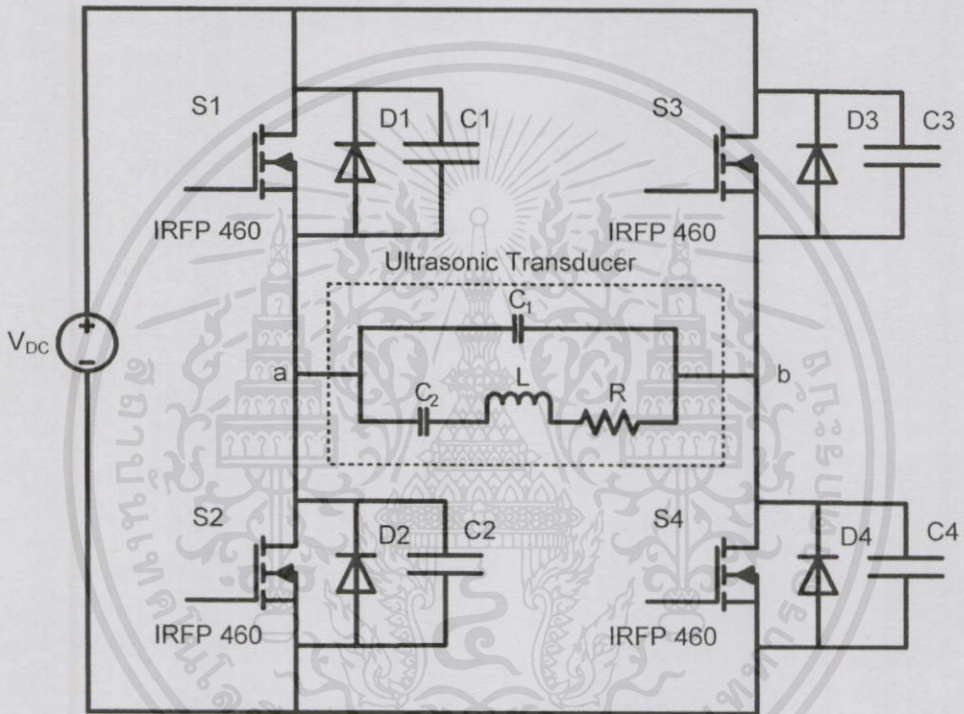 S1
D1
C1
IRFP 460
S3
D3
C3
IRFP 460
Ultrasonic Transducer
C₁
V_DC
+
−
a
b
C₂
L
R
S2
D2
C2
IRFP 460
S4
D4
C4
IRFP 460